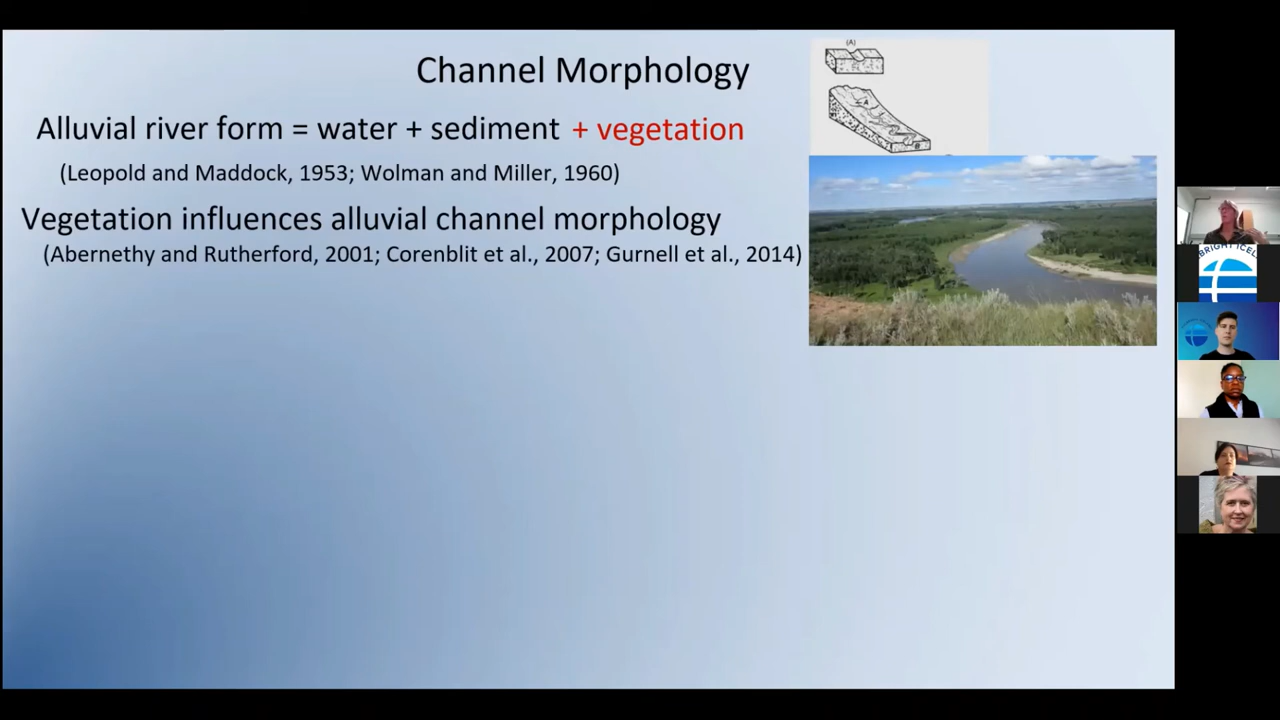 Channel Morphology
(A)
Alluvial river form = water + sediment + vegetation
(Leopold and Maddock, 1953; Wolman and Miller, 1960)
Vegetation influences alluvial channel morphology
(Abernethy and Rutherford, 2001; Corenblit et al., 2007; Gurnell et al., 2014)